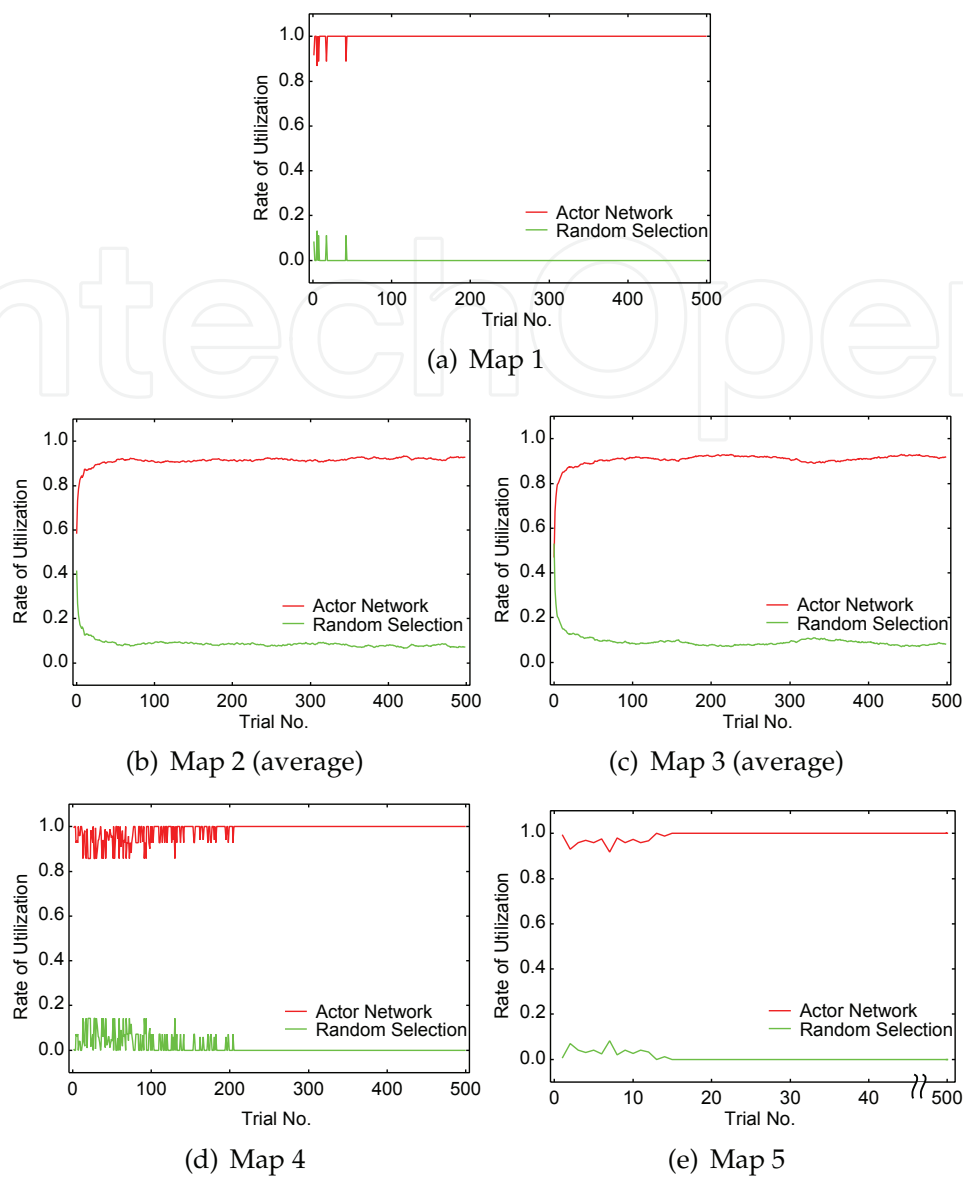 1.0
0.8
0.6
0.4
0.2
0.0
Rate of Utilization
Actor Network
Random Selection
0 100 200 300 400 500
Trial No.
(a) Map 1
ntechOpen
1.0
0.8
0.6
0.4
0.2
0.0
Rate of Utilization
Actor Network
Random Selection
0 100 200 300 400 500
Trial No.
(b) Map 2 (average)
1.0
0.8
0.6
0.4
0.2
0.0
Rate of Utilization
Actor Network
Random Selection
0 100 200 300 400 500
Trial No.
(c) Map 3 (average)
1.0
0.8
0.6
0.4
0.2
0.0
Rate of Utilization
Actor Network
Random Selection
0 100 200 300 400 500
Trial No.
(d) Map 4
1.0
0.8
0.6
0.4
0.2
0.0
Rate of Utilization
Actor Network
Random Selection
0 10 20 30 40 500
Trial No.
(e) Map 5